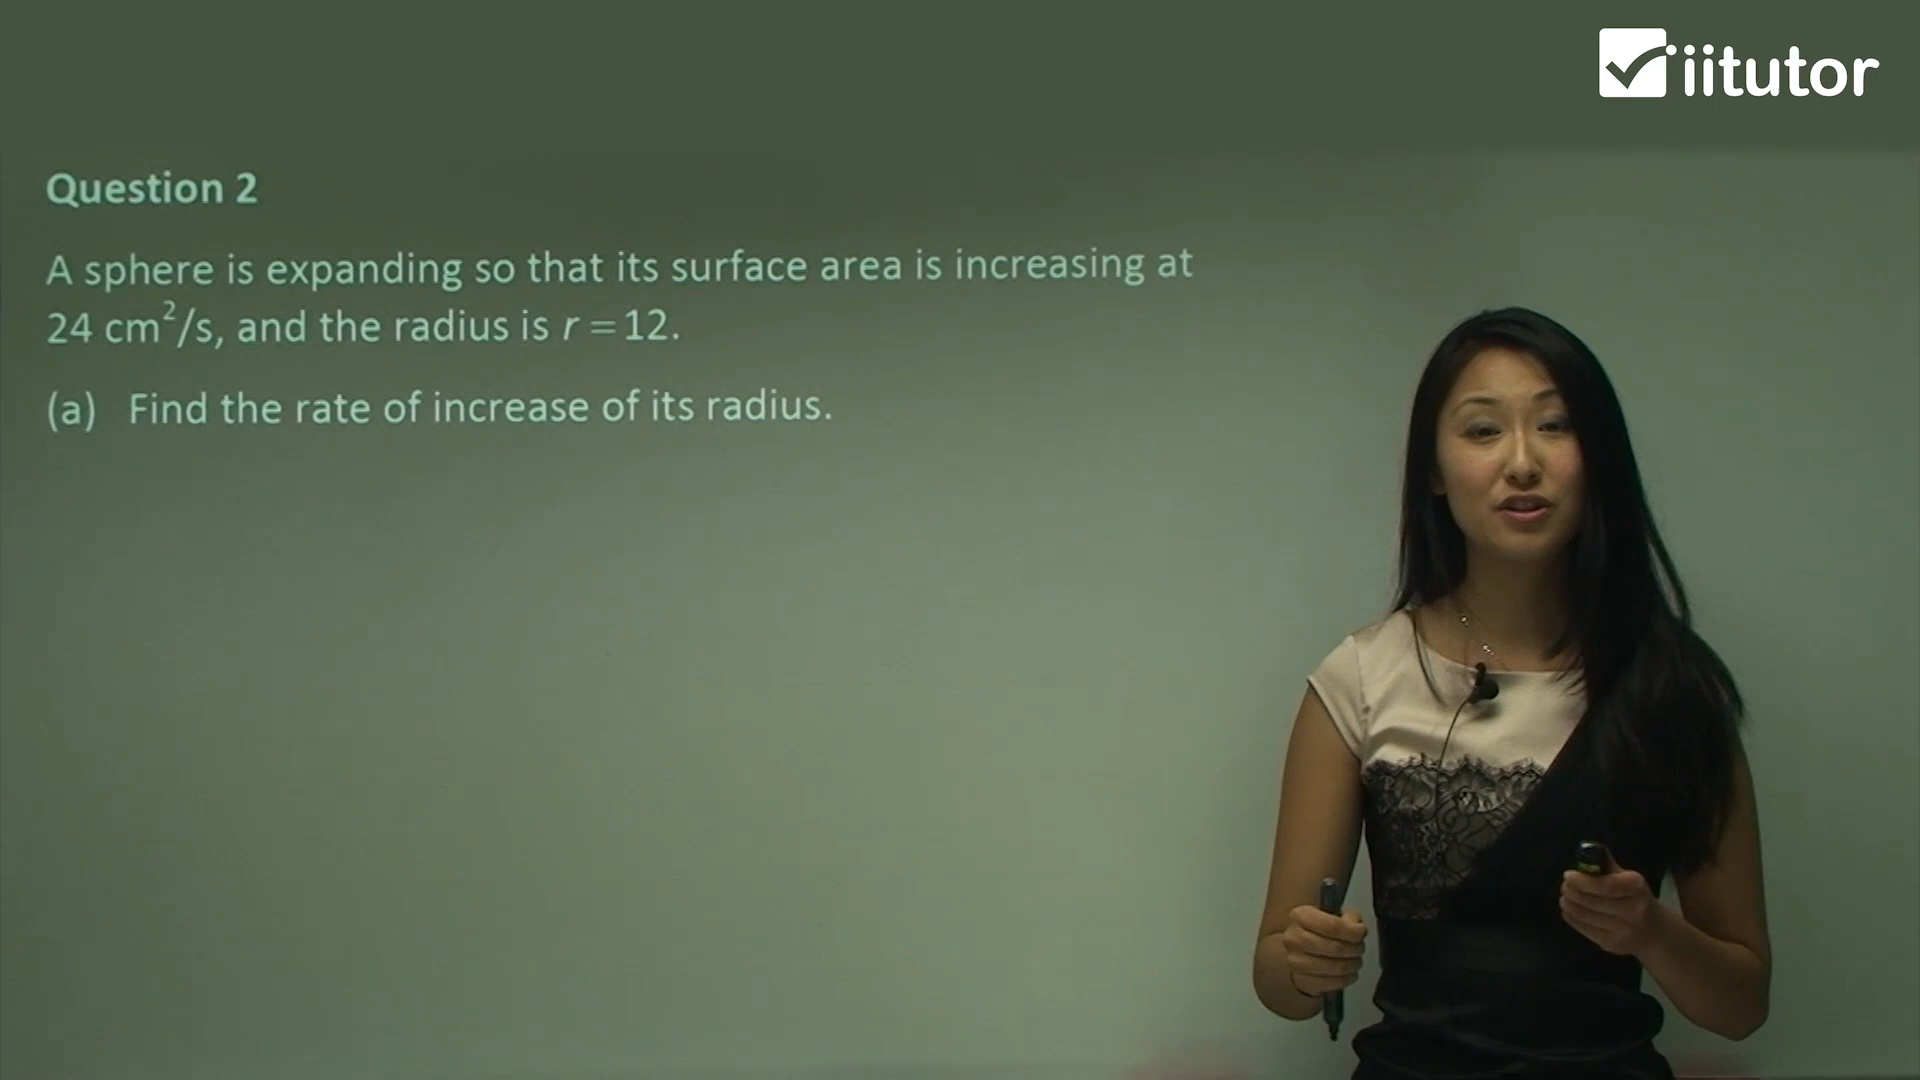 iitutor
Question 2
A sphere is expanding so that its surface area is increasing at
24 cm²/s, and the radius is r = 12.
(a) Find the rate of increase of its radius.